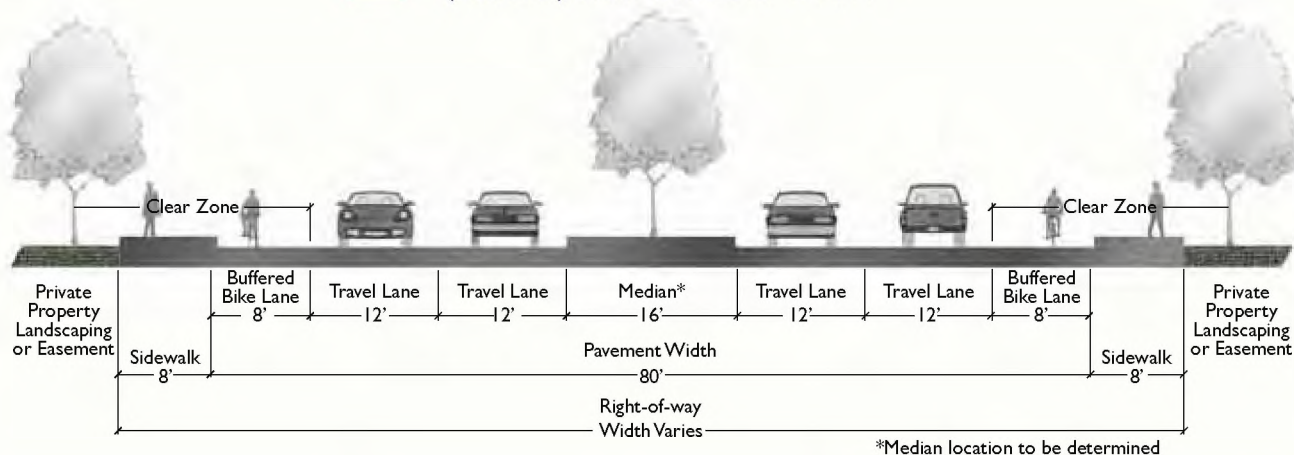 Clear Zone
Clear Zone
Private
Property
Landscaping
or Easement
Sidewalk
8’
Buffered
Bike Lane
8’
Travel Lane
12’
Travel Lane
12’
Median*
16’
Travel Lane
12’
Travel Lane
12’
Buffered
Bike Lane
8’
Sidewalk
8’
Private
Property
Landscaping
or Easement
Pavement Width
80’
Right-of-way
Width Varies
*Median location to be determined